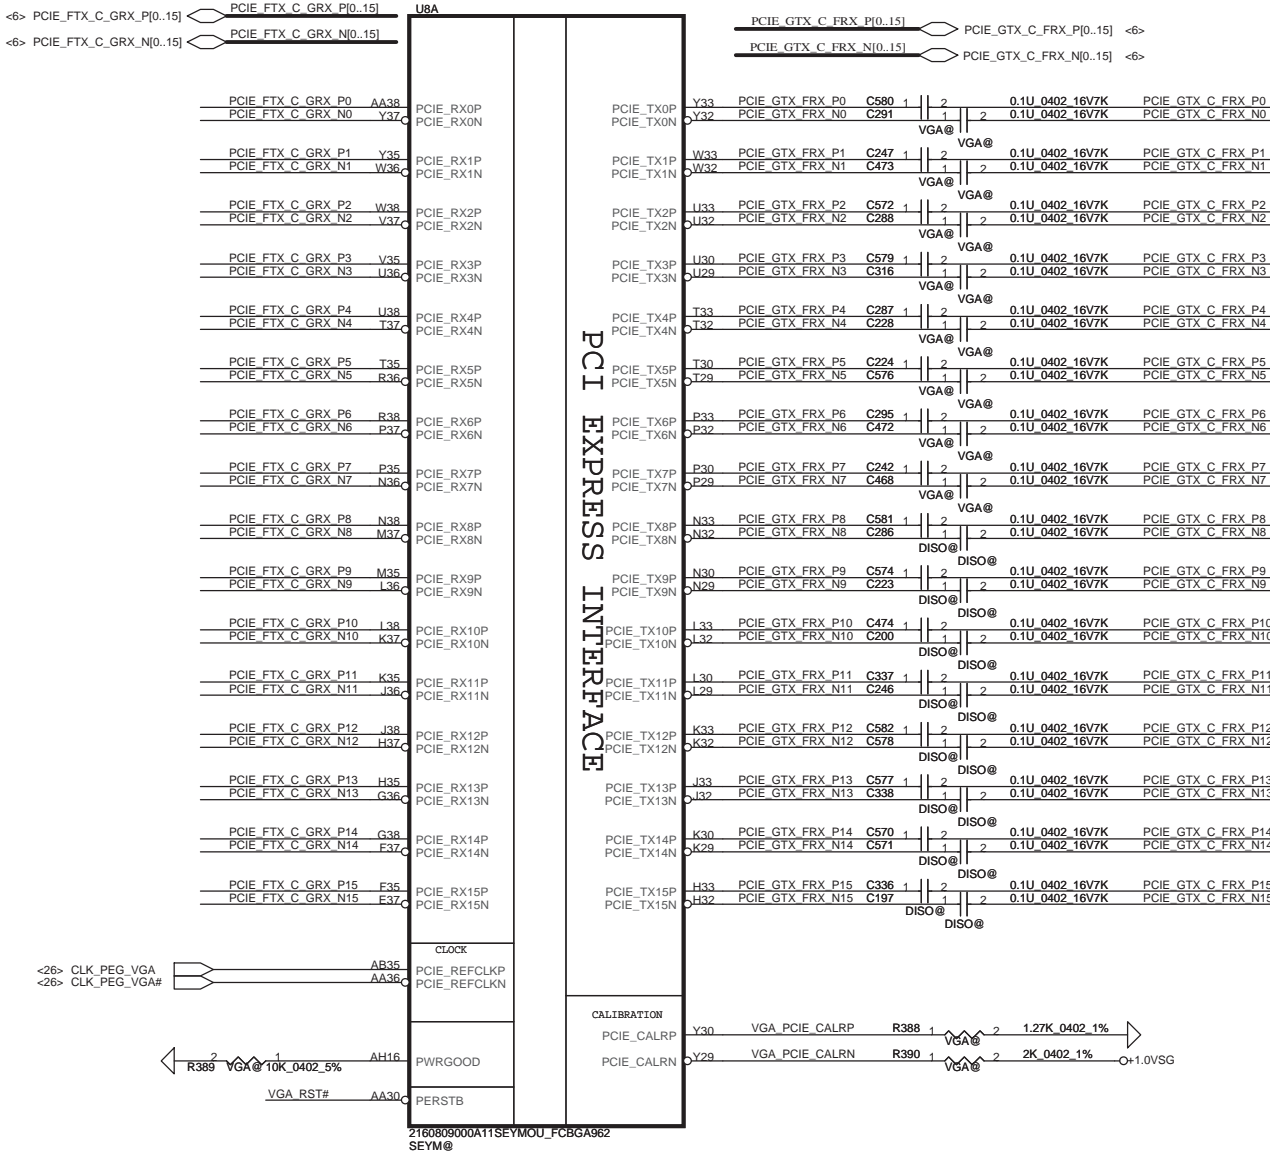 <6> PCIE_FTX_C_GRX_P[0..15] PCIE_FTX_C_GRX_P[0..15] U8A PCIE_GTX_C_FRX_P[0..15] PCIE_GTX_C_FRX_P[0..15] <6>
<6> PCIE_FTX_C_GRX_N[0..15] PCIE_FTX_C_GRX_N[0..15] PCIE_GTX_C_FRX_N[0..15] PCIE_GTX_C_FRX_N[0..15] <6>
PCIE_FTX_C_GRX_P0 AA38 PCIE_RX0P PCIE_TX0P Y33 PCIE_GTX_FRX_P0 C580 1 2 0.1U_0402_16V7K PCIE_GTX_C_FRX_P0
PCIE_FTX_C_GRX_N0 Y37 PCIE_RX0N PCIE_TX0N Y32 PCIE_GTX_FRX_N0 C291 1 2 0.1U_0402_16V7K PCIE_GTX_C_FRX_N0
VGA@ VGA@
PCIE_FTX_C_GRX_P1 Y35 PCIE_RX1P PCIE_TX1P W33 PCIE_GTX_FRX_P1 C247 1 2 0.1U_0402_16V7K PCIE_GTX_C_FRX_P1
PCIE_FTX_C_GRX_N1 W36 PCIE_RX1N PCIE_TX1N W32 PCIE_GTX_FRX_N1 C473 1 2 0.1U_0402_16V7K PCIE_GTX_C_FRX_N1
VGA@ VGA@
PCIE_FTX_C_GRX_P2 W38 PCIE_RX2P PCIE_TX2P U33 PCIE_GTX_FRX_P2 C572 1 2 0.1U_0402_16V7K PCIE_GTX_C_FRX_P2
PCIE_FTX_C_GRX_N2 V37 PCIE_RX2N PCIE_TX2N U32 PCIE_GTX_FRX_N2 C288 1 2 0.1U_0402_16V7K PCIE_GTX_C_FRX_N2
VGA@ VGA@
PCIE_FTX_C_GRX_P3 V35 PCIE_RX3P PCIE_TX3P U30 PCIE_GTX_FRX_P3 C579 1 2 0.1U_0402_16V7K PCIE_GTX_C_FRX_P3
PCIE_FTX_C_GRX_N3 U36 PCIE_RX3N PCIE_TX3N U29 PCIE_GTX_FRX_N3 C316 1 2 0.1U_0402_16V7K PCIE_GTX_C_FRX_N3
VGA@ VGA@
PCIE_FTX_C_GRX_P4 U38 PCIE_RX4P PCIE_TX4P T33 PCIE_GTX_FRX_P4 C287 1 2 0.1U_0402_16V7K PCIE_GTX_C_FRX_P4
PCIE_FTX_C_GRX_N4 T37 PCIE_RX4N PCIE_TX4N T32 PCIE_GTX_FRX_N4 C228 1 2 0.1U_0402_16V7K PCIE_GTX_C_FRX_N4
VGA@ VGA@
PCIE_FTX_C_GRX_P5 T35 PCIE_RX5P PCIE_TX5P T30 PCIE_GTX_FRX_P5 C224 1 2 0.1U_0402_16V7K PCIE_GTX_C_FRX_P5
PCIE_FTX_C_GRX_N5 R36 PCIE_RX5N PCIE_TX5N T29 PCIE_GTX_FRX_N5 C576 1 2 0.1U_0402_16V7K PCIE_GTX_C_FRX_N5
VGA@ VGA@
PCIE_FTX_C_GRX_P6 R38 PCIE_RX6P PCIE_TX6P P33 PCIE_GTX_FRX_P6 C295 1 2 0.1U_0402_16V7K PCIE_GTX_C_FRX_P6
PCIE_FTX_C_GRX_N6 P37 PCIE_RX6N PCIE_TX6N P32 PCIE_GTX_FRX_N6 C472 1 2 0.1U_0402_16V7K PCIE_GTX_C_FRX_N6
VGA@ VGA@
PCIE_FTX_C_GRX_P7 P35 PCIE_RX7P PCIE_TX7P P30 PCIE_GTX_FRX_P7 C242 1 2 0.1U_0402_16V7K PCIE_GTX_C_FRX_P7
PCIE_FTX_C_GRX_N7 N36 PCIE_RX7N PCIE_TX7N P29 PCIE_GTX_FRX_N7 C468 1 2 0.1U_0402_16V7K PCIE_GTX_C_FRX_N7
VGA@ VGA@
PCI EXPRESS INTERFACE
PCIE_FTX_C_GRX_P8 N38 PCIE_RX8P PCIE_TX8P N33 PCIE_GTX_FRX_P8 C581 1 2 0.1U_0402_16V7K PCIE_GTX_C_FRX_P8
PCIE_FTX_C_GRX_N8 M37 PCIE_RX8N PCIE_TX8N N32 PCIE_GTX_FRX_N8 C286 1 2 0.1U_0402_16V7K PCIE_GTX_C_FRX_N8
DISO@ DISO@
PCIE_FTX_C_GRX_P9 M35 PCIE_RX9P PCIE_TX9P N30 PCIE_GTX_FRX_P9 C574 1 2 0.1U_0402_16V7K PCIE_GTX_C_FRX_P9
PCIE_FTX_C_GRX_N9 L36 PCIE_RX9N PCIE_TX9N N29 PCIE_GTX_FRX_N9 C223 1 2 0.1U_0402_16V7K PCIE_GTX_C_FRX_N9
DISO@ DISO@
PCIE_FTX_C_GRX_P10 L38 PCIE_RX10P PCIE_TX10P L33 PCIE_GTX_FRX_P10 C474 1 2 0.1U_0402_16V7K PCIE_GTX_C_FRX_P10
PCIE_FTX_C_GRX_N10 K37 PCIE_RX10N PCIE_TX10N L32 PCIE_GTX_FRX_N10 C200 1 2 0.1U_0402_16V7K PCIE_GTX_C_FRX_N10
DISO@ DISO@
PCIE_FTX_C_GRX_P11 K35 PCIE_RX11P PCIE_TX11P L30 PCIE_GTX_FRX_P11 C337 1 2 0.1U_0402_16V7K PCIE_GTX_C_FRX_P11
PCIE_FTX_C_GRX_N11 J36 PCIE_RX11N PCIE_TX11N L29 PCIE_GTX_FRX_N11 C246 1 2 0.1U_0402_16V7K PCIE_GTX_C_FRX_N11
DISO@ DISO@
PCIE_FTX_C_GRX_P12 J38 PCIE_RX12P PCIE_TX12P K33 PCIE_GTX_FRX_P12 C582 1 2 0.1U_0402_16V7K PCIE_GTX_C_FRX_P12
PCIE_FTX_C_GRX_N12 H37 PCIE_RX12N PCIE_TX12N K32 PCIE_GTX_FRX_N12 C578 1 2 0.1U_0402_16V7K PCIE_GTX_C_FRX_N12
DISO@ DISO@
PCIE_FTX_C_GRX_P13 H35 PCIE_RX13P PCIE_TX13P J33 PCIE_GTX_FRX_P13 C577 1 2 0.1U_0402_16V7K PCIE_GTX_C_FRX_P13
PCIE_FTX_C_GRX_N13 G36 PCIE_RX13N PCIE_TX13N J32 PCIE_GTX_FRX_N13 C338 1 2 0.1U_0402_16V7K PCIE_GTX_C_FRX_N13
DISO@ DISO@
PCIE_FTX_C_GRX_P14 G38 PCIE_RX14P PCIE_TX14P K30 PCIE_GTX_FRX_P14 C570 1 2 0.1U_0402_16V7K PCIE_GTX_C_FRX_P14
PCIE_FTX_C_GRX_N14 F37 PCIE_RX14N PCIE_TX14N K29 PCIE_GTX_FRX_N14 C571 1 2 0.1U_0402_16V7K PCIE_GTX_C_FRX_N14
DISO@ DISO@
PCIE_FTX_C_GRX_P15 F35 PCIE_RX15P PCIE_TX15P H33 PCIE_GTX_FRX_P15 C336 1 2 0.1U_0402_16V7K PCIE_GTX_C_FRX_P15
PCIE_FTX_C_GRX_N15 E37 PCIE_RX15N PCIE_TX15N H32 PCIE_GTX_FRX_N15 C197 1 2 0.1U_0402_16V7K PCIE_GTX_C_FRX_N15
DISO@ DISO@
CLOCK
<26> CLK_PEG_VGA AB35 PCIE_REFCLKP
<26> CLK_PEG_VGA# AA36 PCIE_REFCLKN
CALIBRATION
PCIE_CALRP Y30 VGA_PCIE_CALRP R388 1 2 1.27K_0402_1%
VGA@
R389 2 1 VGA@ 10K_0402_5% AH16 PWRGOOD PCIE_CALRN Y29 VGA_PCIE_CALRN R390 1 2 2K_0402_1% +1.0VSG
VGA@
VGA_RST# AA30 PERSTB
2160809000A11SEYMOU_FCBGA962
SEYM@